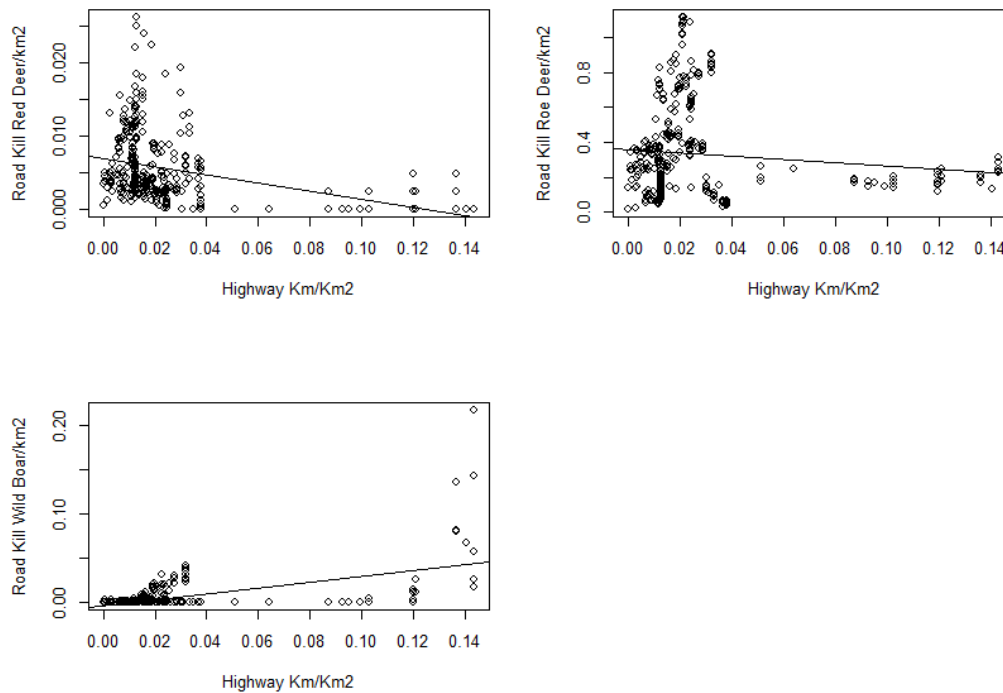 Road Kill Red Deer/km2
0.020
0.010
0.000
0.00 0.02 0.04 0.06 0.08 0.10 0.12 0.14
Highway Km/Km2
Road Kill Roe Deer/km2
0.8
0.4
0.0
0.00 0.02 0.04 0.06 0.08 0.10 0.12 0.14
Highway Km/Km2
Road Kill Wild Boar/km2
0.20
0.10
0.00
0.00 0.02 0.04 0.06 0.08 0.10 0.12 0.14
Highway Km/Km2